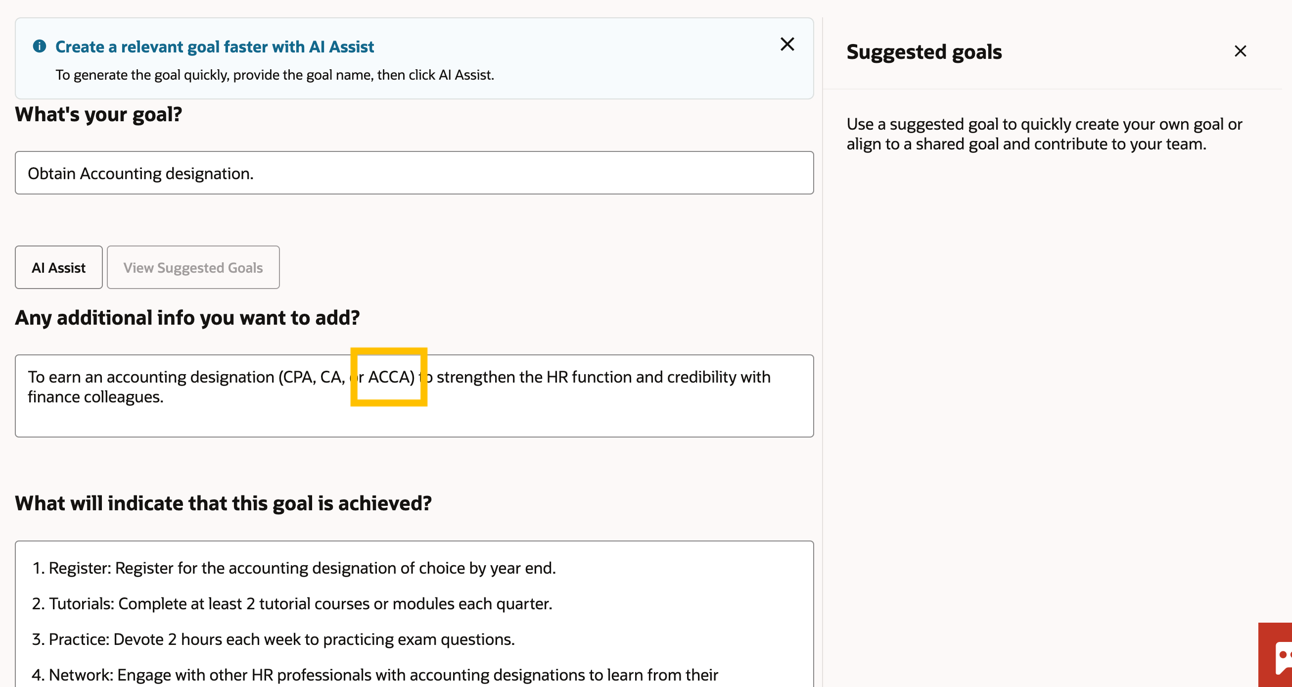 Create a relevant goal faster with AI Assist
To generate the goal quickly, provide the goal name, then click AI Assist.
What's your goal?
Obtain Accounting designation.
AI Assist
View Suggested Goals
Any additional info you want to add?
To earn an accounting designation (CPA, CA, or ACCA) to strengthen the HR function and credibility with
finance colleagues.
What will indicate that this goal is achieved?
1. Register: Register for the accounting designation of choice by year end.
2. Tutorials: Complete at least 2 tutorial courses or modules each quarter.
3. Practice: Devote 2 hours each week to practicing exam questions.
4. Network: Engage with other HR professionals with accounting designations to learn from their
Suggested goals
Use a suggested goal to quickly create your own goal or
align to a shared goal and contribute to your team.